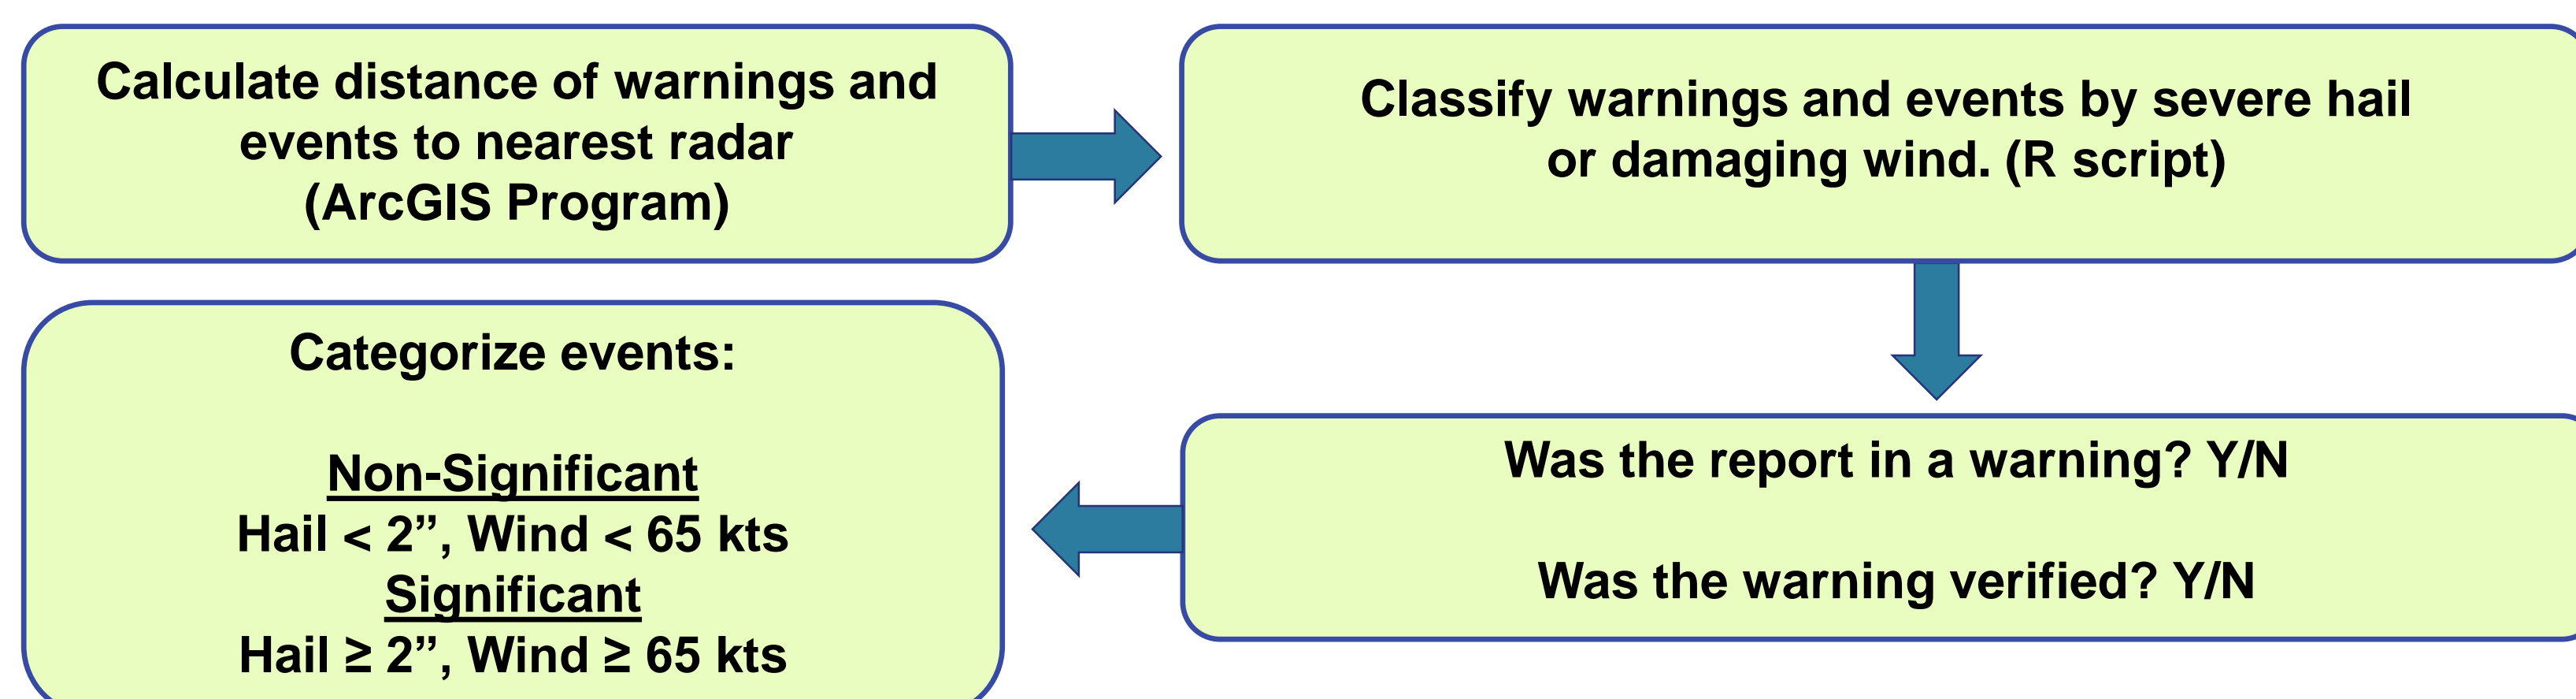 Calculate distance of warnings and
events to nearest radar
(ArcGIS Program)
Classify warnings and events by severe hail
or damaging wind. (R script)
Was the report in a warning? Y/N
Was the warning verified? Y/N
Categorize events:
Non-Significant
Hail < 2”, Wind < 65 kts
Significant
Hail ≥ 2”, Wind ≥ 65 kts